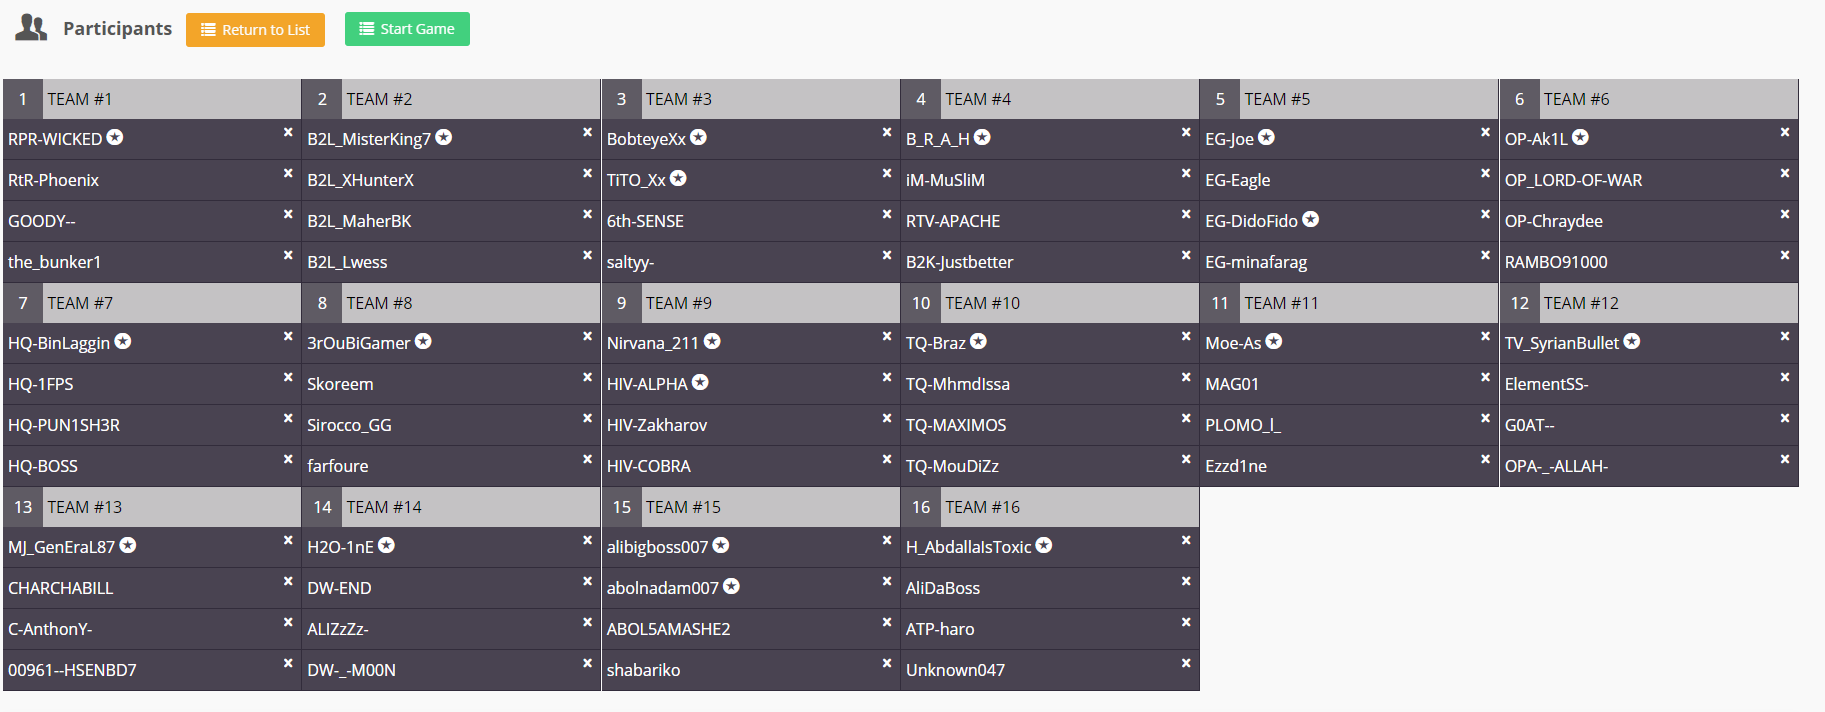 Participants Return to List Start Game
1 TEAM #1 2 TEAM #2 3 TEAM #3 4 TEAM #4 5 TEAM #5 6 TEAM #6
RPR-WICKED B2L_MisterKing7 BobteyeXx B_R_A_H EG-Joe OP-Ak1L
RtR-Phoenix B2L_XHunterX TiTO_Xx iM-MuSliM EG-Eagle OP_LORD-OF-WAR
GOODY-- B2L_MaherBK 6th-SENSE RTV-APACHE EG-DidoFido OP-Chraydee
the_bunker1 B2L_Lwess saltyy- B2K-Justbetter EG-minafarag RAMBO91000
7 TEAM #7 8 TEAM #8 9 TEAM #9 10 TEAM #10 11 TEAM #11 12 TEAM #12
HQ-BinLaggin 3rOuBiGamer Nirvana_211 TQ-Braz Moe-As TV_SyrianBullet
HQ-1FPS Skoreem HIV-ALPHA TQ-MhmdIssa MAG01 ElementSS-
HQ-PUN1SH3R Sirocco_GG HIV-Zakharov TQ-MAXIMOS PLOMO_l_ G0AT--
HQ-BOSS farfoure HIV-COBRA TQ-MouDiZz Ezzd1ne OPA-_-ALLAH-
13 TEAM #13 14 TEAM #14 15 TEAM #15 16 TEAM #16
MJ_GenEraL87 H2O-1nE alibigboss007 H_AbdallaIsToxic
CHARCHABILL DW-END abolnadam007 AliDaBoss
C-AnthonY- ALIZzZz- ABOL5AMASHE2 ATP-haro
00961--HSENBD7 DW-_-M00N shabariko Unknown047